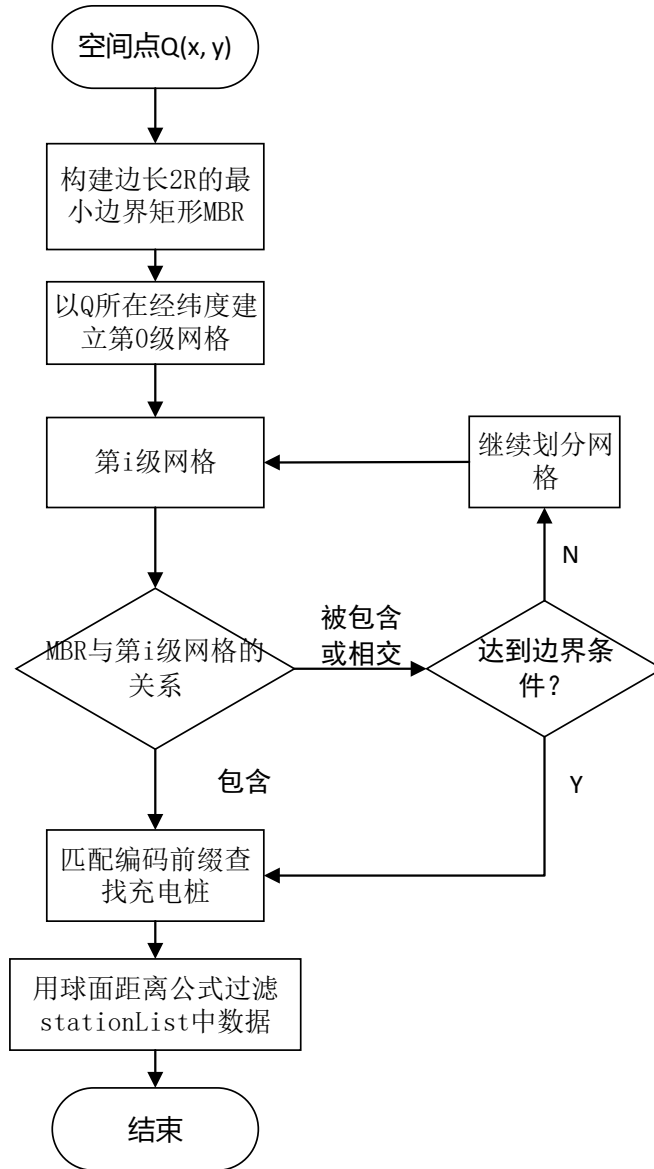 空间点Q(x, y)
构建边长2R的最
小边界矩形MBR
以Q所在经纬度建
立第0级网格
第i级网格
继续划分网
格
N
MBR与第i级网格的
关系
被包含
或相交
达到边界条
件？
包含
Y
匹配编码前缀查
找充电桩
用球面距离公式过滤
stationList中数据
结束